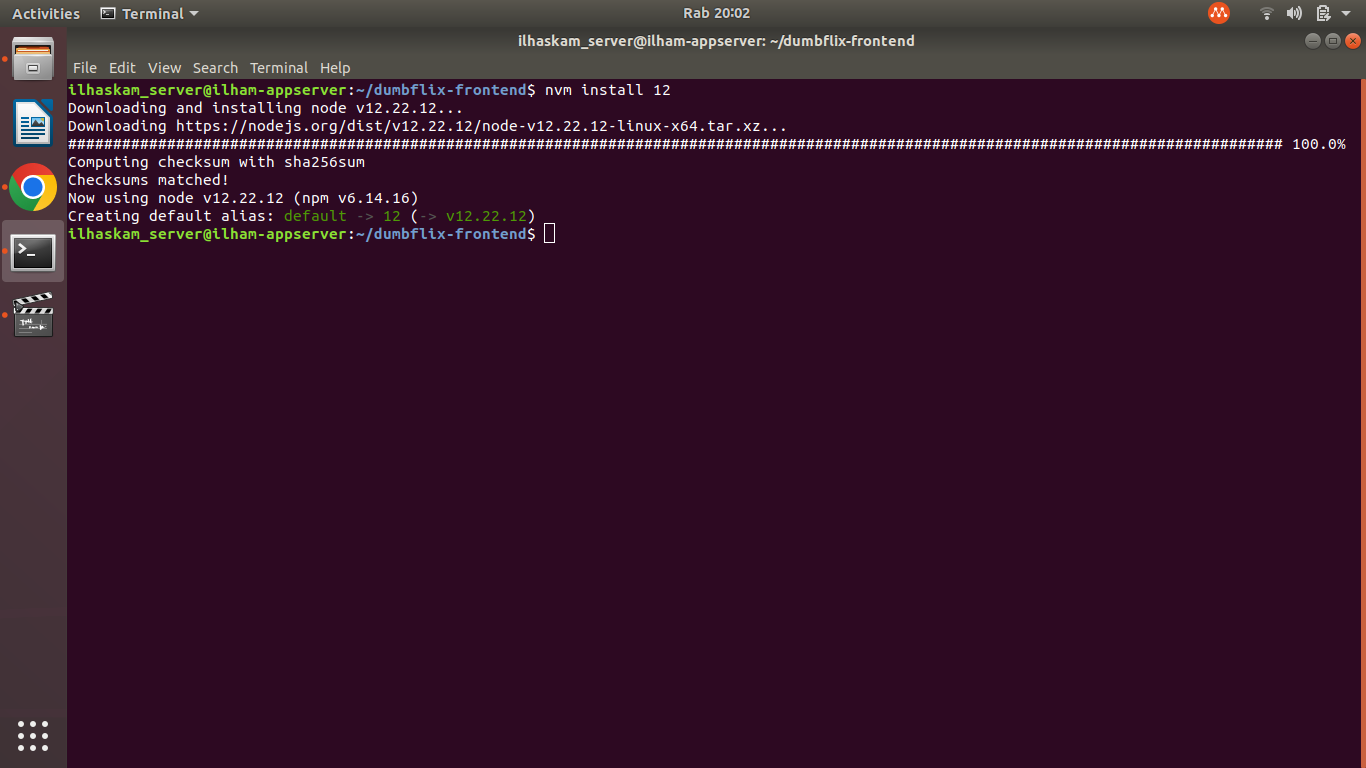 Activities Terminal Rab 20:02
ilhaskam_server@ilham-appserver: ~/dumbflix-frontend
File Edit View Search Terminal Help
ilhaskam_server@ilham-appserver:~/dumbflix-frontend$ nvm install 12
Downloading and installing node v12.22.12...
Downloading https://nodejs.org/dist/v12.22.12/node-v12.22.12-linux-x64.tar.xz...
####################################################################################################################################### 100.0%
Computing checksum with sha256sum
Checksums matched!
Now using node v12.22.12 (npm v6.14.16)
Creating default alias: default -> 12 (-> v12.22.12)
ilhaskam_server@ilham-appserver:~/dumbflix-frontend$